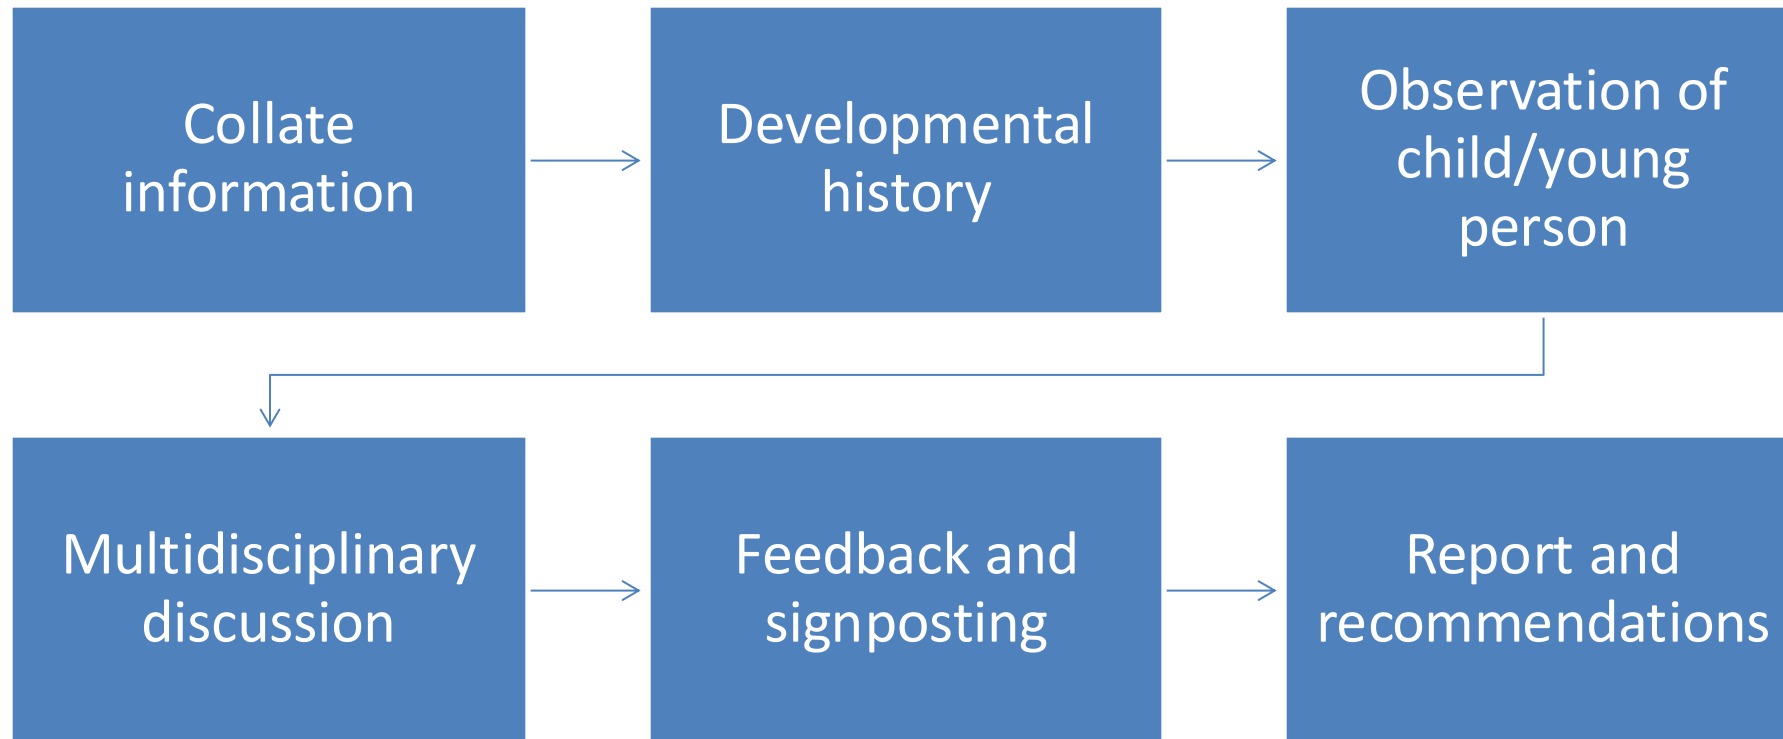 Collate
information
Developmental
history
Observation of
child/young
person
Multidisciplinary
discussion
Feedback and
signposting
Report and
recommendations